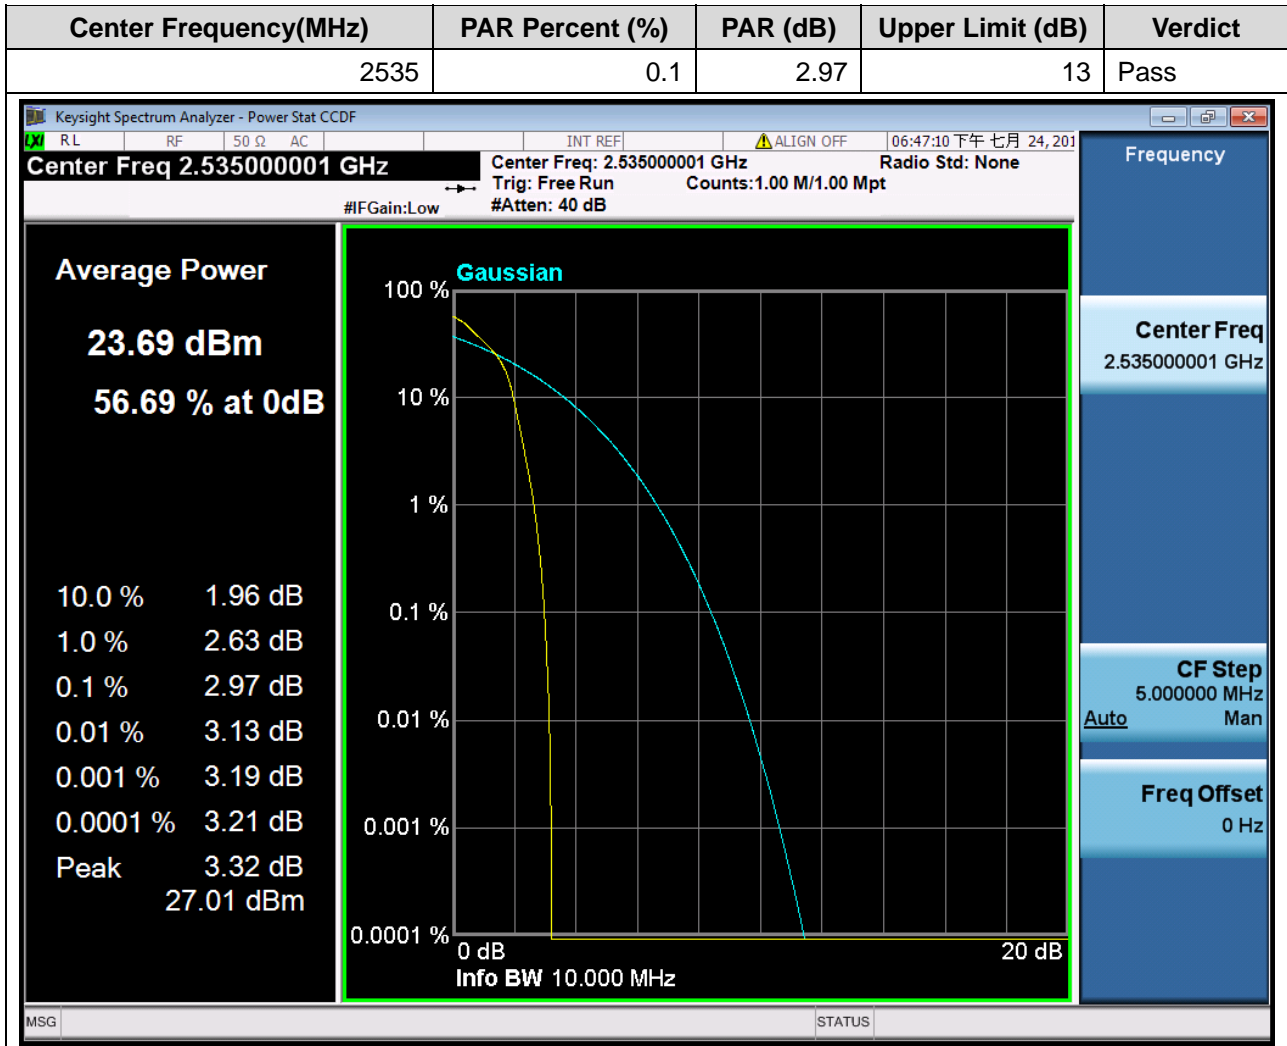 Center Frequency(MHz) PAR Percent (%) PAR (dB) Upper Limit (dB) Verdict
2535 0.1 2.97 13 Pass
Keysight Spectrum Analyzer - Power Stat CCDF
LXI RL RF 50 Ω AC INT REF ALIGN OFF 06:47:10 下午 七月 24, 201
Center Freq 2.535000001 GHz
Center Freq: 2.535000001 GHz Radio Std: None
Trig: Free Run Counts:1.00 M/1.00 Mpt
#IFGain:Low #Atten: 40 dB
Frequency
Average Power
23.69 dBm
56.69 % at 0dB
10.0 % 1.96 dB
1.0 % 2.63 dB
0.1 % 2.97 dB
0.01 % 3.13 dB
0.001 % 3.19 dB
0.0001 % 3.21 dB
Peak 3.32 dB
27.01 dBm
Gaussian
100 %
10 %
1 %
0.1 %
0.01 %
0.001 %
0.0001 %
0 dB 20 dB
Info BW 10.000 MHz
Center Freq
2.535000001 GHz
CF Step
5.000000 MHz
Auto Man
Freq Offset
0 Hz
MSG STATUS